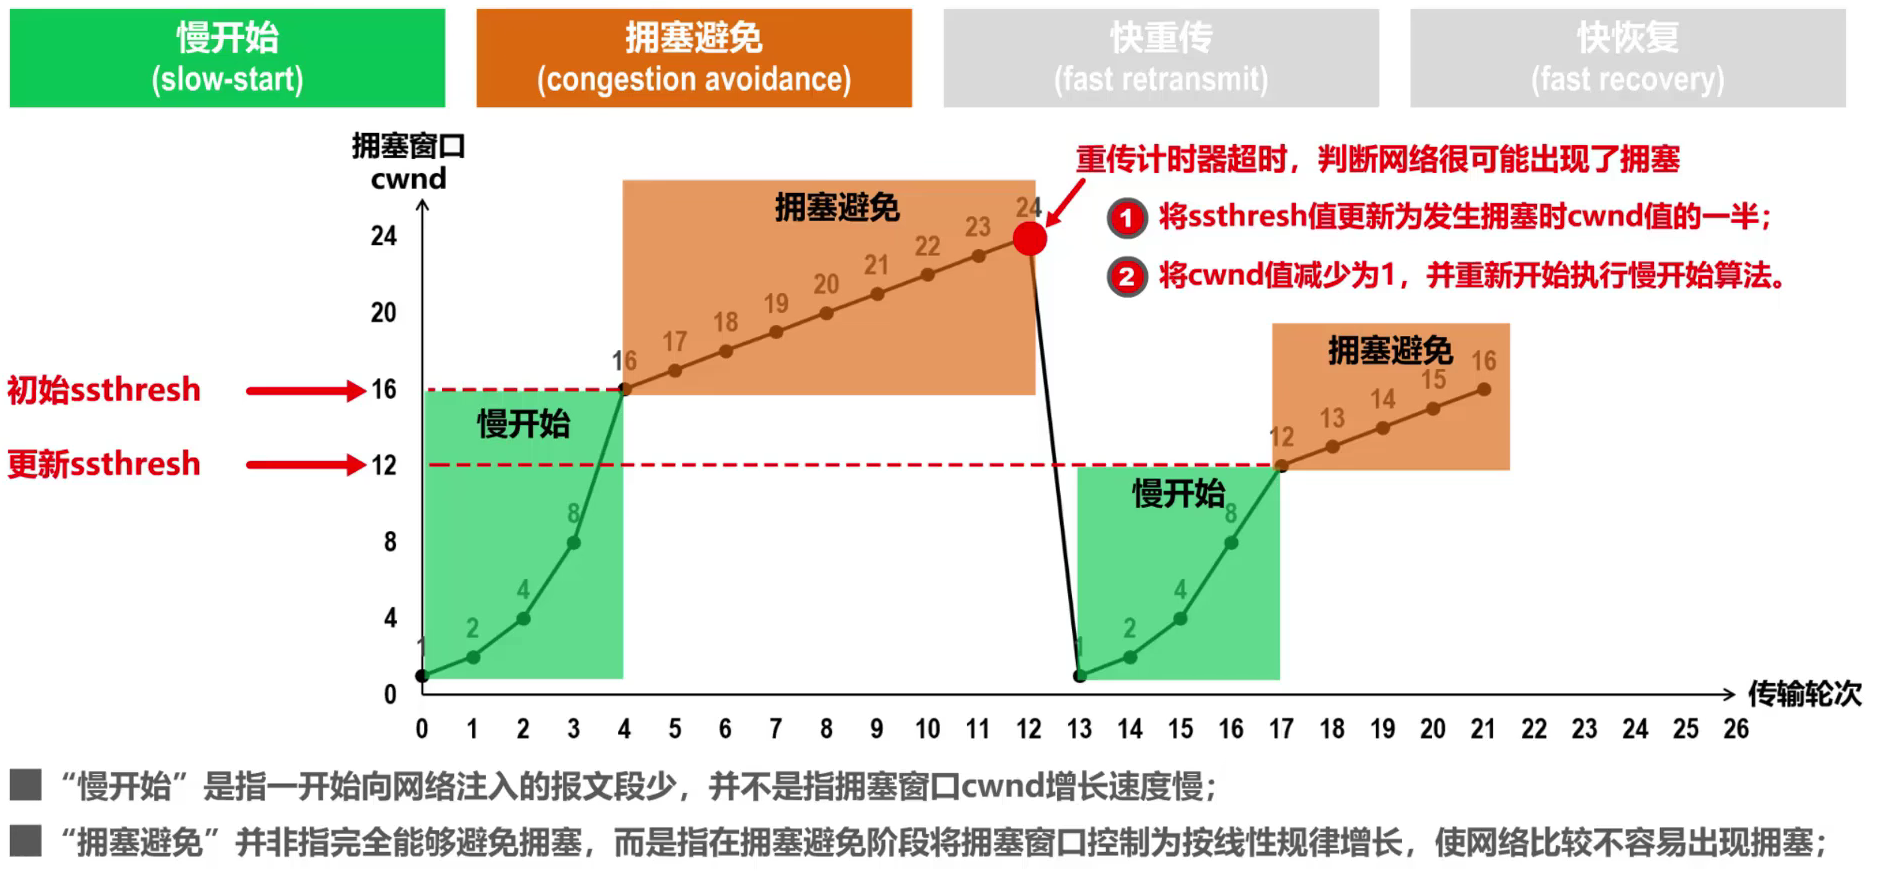 慢开始
(slow-start)
拥塞避免
(congestion avoidance)
快重传
(fast retransmit)
快恢复
(fast recovery)
拥塞窗口
cwnd
重传计时器超时，判断网络很可能出现了拥塞
1 将ssthresh值更新为发生拥塞时cwnd值的一半；
2 将cwnd值减少为1，并重新开始执行慢开始算法。
拥塞避免
24
20
16
12
8
4
0
初始ssthresh
更新ssthresh
慢开始
1
2
4
8
16
17
18
19
20
21
22
23
24
慢开始
1
2
4
8
拥塞避免
12
13
14
15
16
0 1 2 3 4 5 6 7 8 9 10 11 12 13 14 15 16 17 18 19 20 21 22 23 24 25 26
传输轮次
“慢开始”是指一开始向网络注入的报文段少，并不是指拥塞窗口cwnd增长速度慢；
“拥塞避免”并非指完全能够避免拥塞，而是指在拥塞避免阶段将拥塞窗口控制为按线性规律增长，使网络比较不容易出现拥塞；